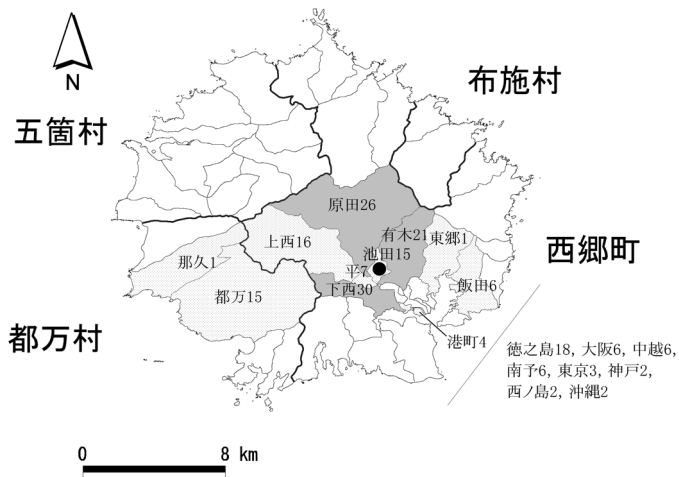 N
布施村
五箇村
原田26
有木21
東郷1
上西16
池田15
西郷町
那久1
平7
飯田6
都万15
下西30
都万村
港町4
徳之島18, 大阪6, 中越6,
南予6, 東京3, 神戸2,
西ノ島2, 沖縄2
0 8 km